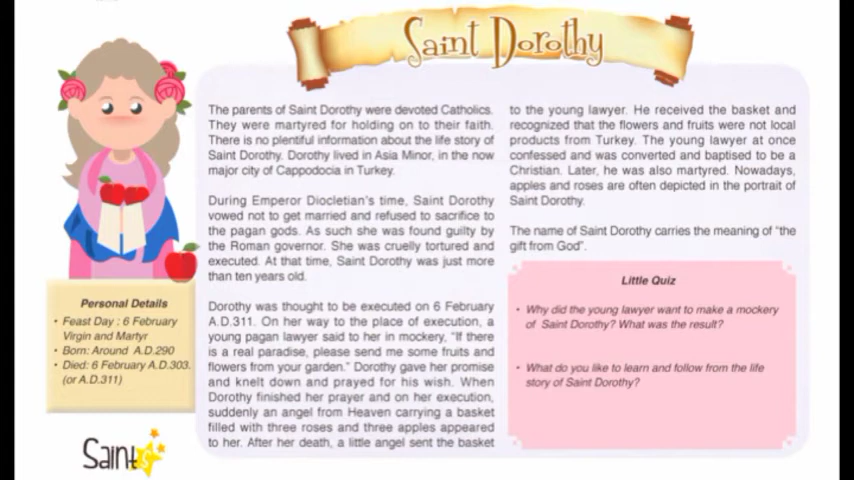 Saint Dorothy
The parents of Saint Dorothy were devoted Catholics.
They were martyred for holding on to their faith.
There is no plentiful information about the life story of
Saint Dorothy. Dorothy lived in Asia Minor, in the now
major city of Cappodocia in Turkey.
During Emperor Diocletian's time, Saint Dorothy
vowed not to get married and refused to sacrifice to
the pagan gods. As such she was found guilty by
the Roman governor. She was cruelly tortured and
executed. At that time, Saint Dorothy was just more
than ten years old.
Dorothy was thought to be executed on 6 February
A.D.311. On her way to the place of execution, a
young pagan lawyer said to her in mockery, "If there
is a real paradise, please send me some fruits and
flowers from your garden." Dorothy gave her promise
and knelt down and prayed for his wish. When
Dorothy finished her prayer and on her execution,
suddenly an angel from Heaven carrying a basket
filled with three roses and three apples appeared
to her. After her death, a little angel sent the basket
to the young lawyer. He received the basket and
recognized that the flowers and fruits were not local
products from Turkey. The young lawyer at once
confessed and was converted and baptised to be a
Christian. Later, he was also martyred. Nowadays,
apples and roses are often depicted in the portrait of
Saint Dorothy.
The name of Saint Dorothy carries the meaning of "the
gift from God".
Little Quiz
• Why did the young lawyer want to make a mockery
of Saint Dorothy? What was the result?
• What do you like to learn and follow from the life
story of Saint Dorothy?
Personal Details
• Feast Day : 6 February
Virgin and Martyr
• Born: Around A.D.290
• Died: 6 February A.D.303.
(or A.D.311)
Saints